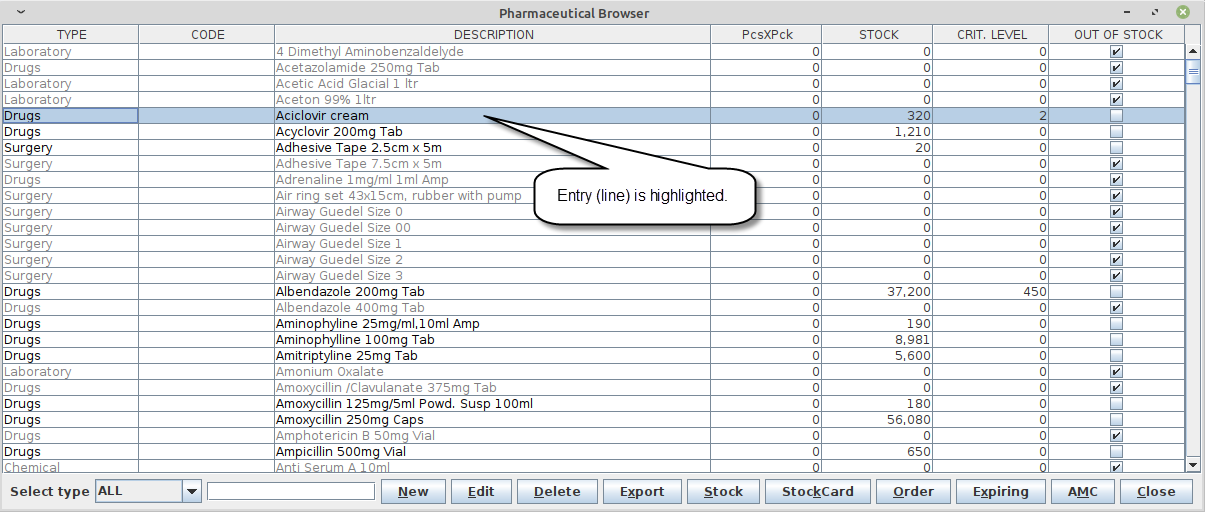 Pharmaceutical Browser
TYPE CODE DESCRIPTION PcsXPck STOCK CRIT. LEVEL OUT OF STOCK
Laboratory 4 Dimethyl Aminobenzaldelyde 0 0 0
Drugs Acetazolamide 250mg Tab 0 0 0
Laboratory Acetic Acid Glacial 1 ltr 0 0 0
Laboratory Aceton 99% 1ltr 0 0 0
Drugs Aciclovir cream 0 320 2
Drugs Acyclovir 200mg Tab 0 1,210 0
Surgery Adhesive Tape 2.5cm x 5m 0 20 0
Surgery Adhesive Tape 7.5cm x 5m 0 0 0
Drugs Adrenaline 1mg/ml 1ml Amp 0 0
Surgery Air ring set 43x15cm, rubber with pump 0 0
Entry (line) is highlighted.
Surgery Airway Guedel Size 0 0 0
Surgery Airway Guedel Size 00 0 0 0
Surgery Airway Guedel Size 1 0 0 0
Surgery Airway Guedel Size 2 0 0 0
Surgery Airway Guedel Size 3 0 0 0
Drugs Albendazole 200mg Tab 0 37,200 450
Drugs Albendazole 400mg Tab 0 0 0
Drugs Aminophyline 25mg/ml,10ml Amp 0 190 0
Drugs Aminophylline 100mg Tab 0 8,981 0
Drugs Amitriptyline 25mg Tab 0 5,600 0
Laboratory Amonium Oxalate 0 0 0
Drugs Amoxycillin /Clavulanate 375mg Tab 0 0 0
Drugs Amoxycillin 125mg/5ml Powd. Susp 100ml 0 180 0
Drugs Amoxycillin 250mg Caps 0 56,080 0
Drugs Amphotericin B 50mg Vial 0 0 0
Drugs Ampicillin 500mg Vial 0 650 0
Chemical Anti Serum A 10ml 0 0 0
Select type ALL New Edit Delete Export Stock StockCard Order Expiring AMC Close